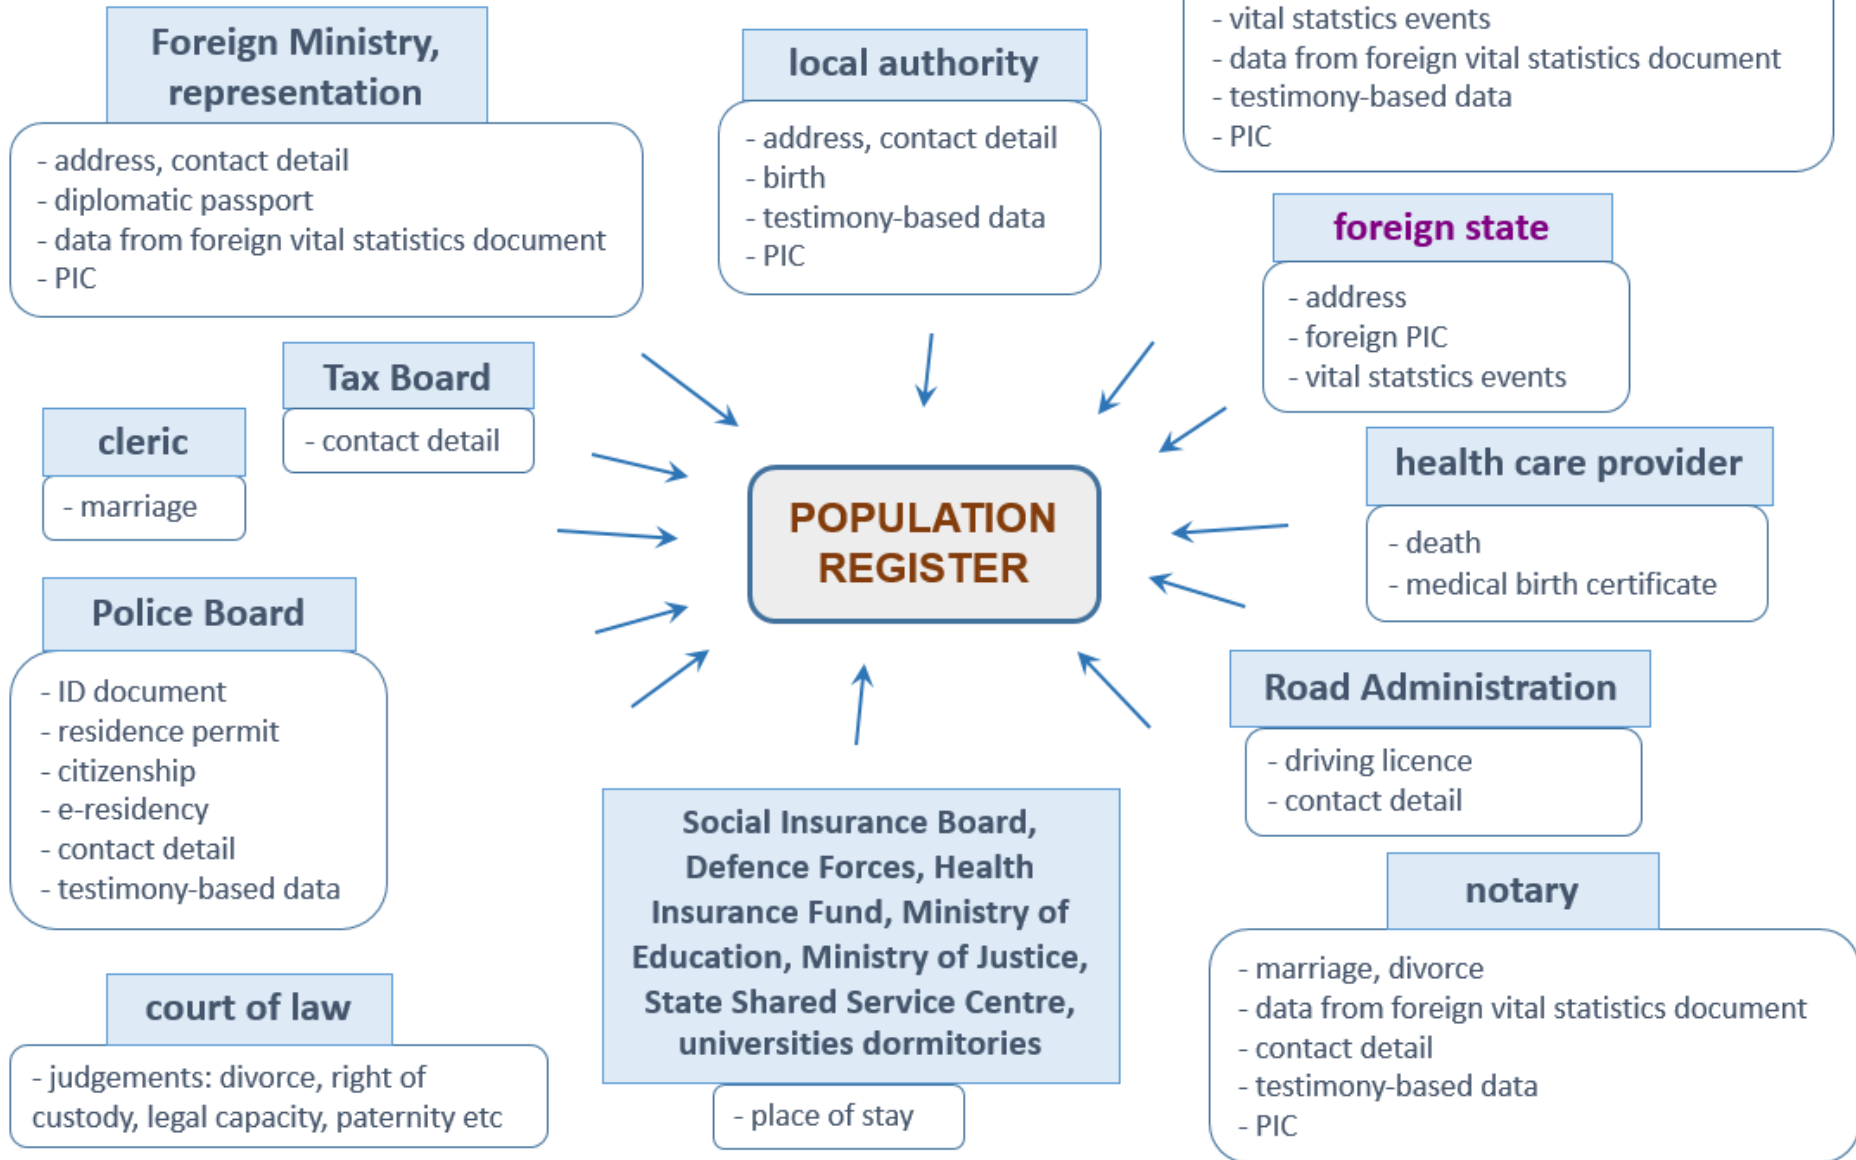 Foreign Ministry,
representation
- address, contact detail
- diplomatic passport
- data from foreign vital statistics document
- PIC
local authority
- address, contact detail
- birth
- testimony-based data
- PIC
- vital statstics events
- data from foreign vital statistics document
- testimony-based data
- PIC
foreign state
- address
- foreign PIC
- vital statstics events
Tax Board
- contact detail
cleric
- marriage
POPULATION
REGISTER
health care provider
- death
- medical birth certificate
Police Board
- ID document
- residence permit
- citizenship
- e-residency
- contact detail
- testimony-based data
Road Administration
- driving licence
- contact detail
Social Insurance Board,
Defence Forces, Health
Insurance Fund, Ministry of
Education, Ministry of Justice,
State Shared Service Centre,
universities dormitories
- place of stay
notary
- marriage, divorce
- data from foreign vital statistics document
- contact detail
- testimony-based data
- PIC
court of law
- judgements: divorce, right of
custody, legal capacity, paternity etc